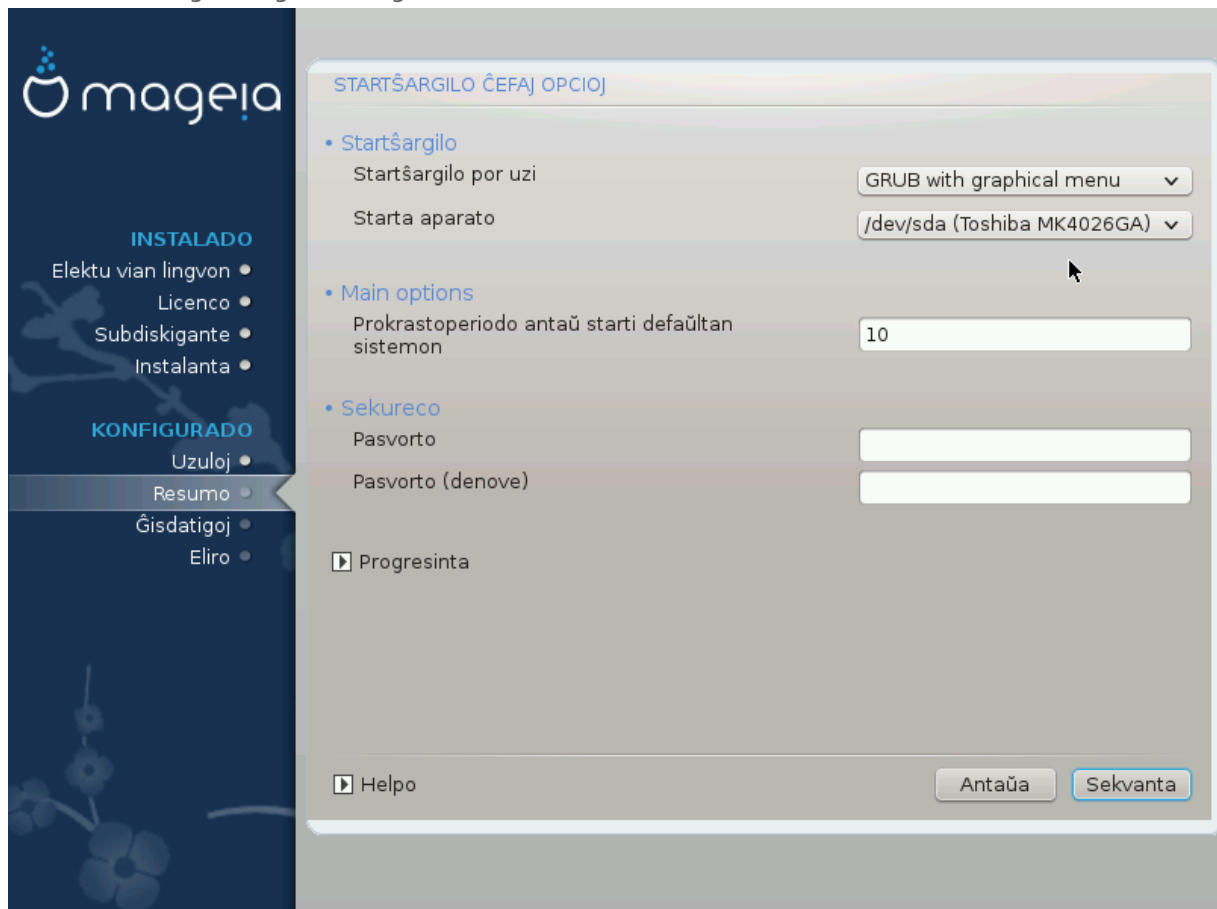 mageia
INSTALADO
Elektu vian lingvon
Licenco
Subdiskigante
Instalanta
KONFIGURADO
Uzuloj
Resumo
Ĝisdatigoj
Eliro
STARTŜARGILO ĈEFAJ OPCIOJ
• Startŝargilo
Startŝargilo por uzi
GRUB with graphical menu
Starta aparato
/dev/sda (Toshiba MK4026GA)
• Main options
Prokrastoperiodo antaŭ starti defaŭltan
sistemon
10
• Sekureco
Pasvorto
Pasvorto (denove)
Progresinta
Helpo
Antaŭa
Sekvanta